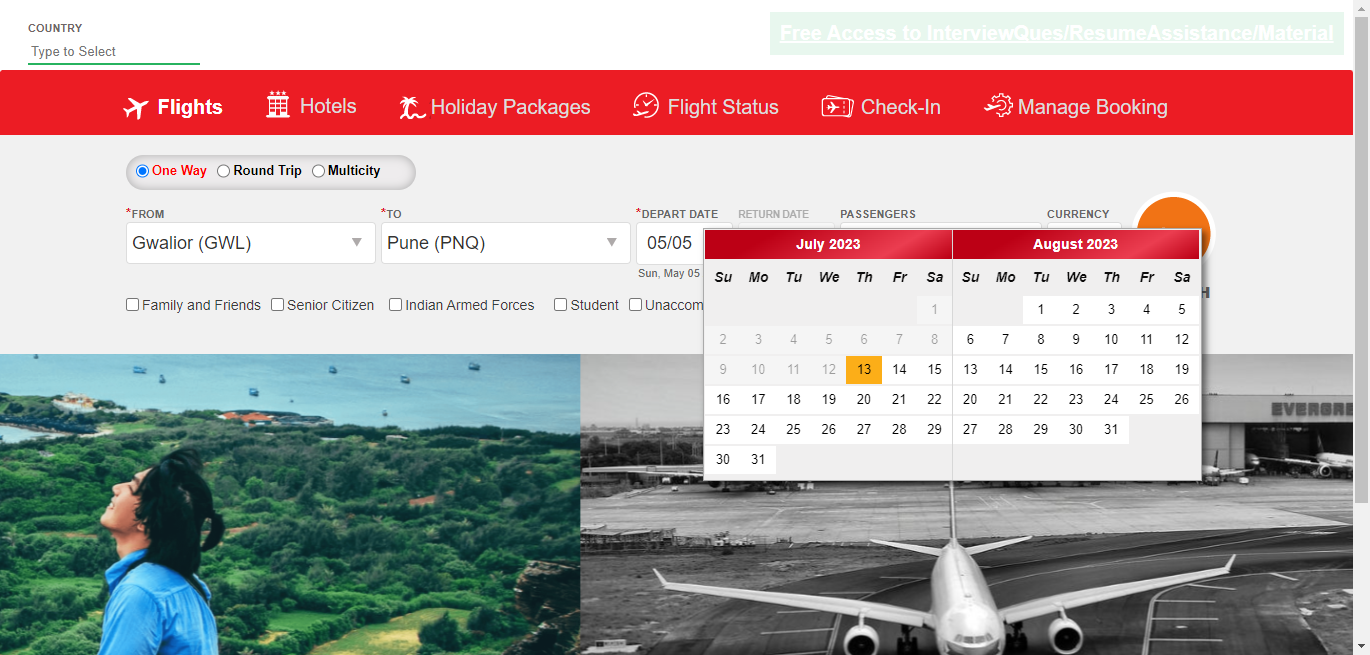 COUNTRY
Type to Select
Free Access to InterviewQues/ResumeAssistance/Material
Flights Hotels Holiday Packages Flight Status Check-In Manage Booking
One Way Round Trip Multicity
*FROM *TO *DEPART DATE RETURN DATE PASSENGERS CURRENCY
Gwalior (GWL) Pune (PNQ) 05/05
Sun, May 05
Family and Friends Senior Citizen Indian Armed Forces Student Unaccom
July 2023 August 2023
Su Mo Tu We Th Fr Sa Su Mo Tu We Th Fr Sa
1 1 2 3 4 5
2 3 4 5 6 7 8 6 7 8 9 10 11 12
9 10 11 12 13 14 15 13 14 15 16 17 18 19
16 17 18 19 20 21 22 20 21 22 23 24 25 26
23 24 25 26 27 28 29 27 28 29 30 31
30 31
H
EVERGRE